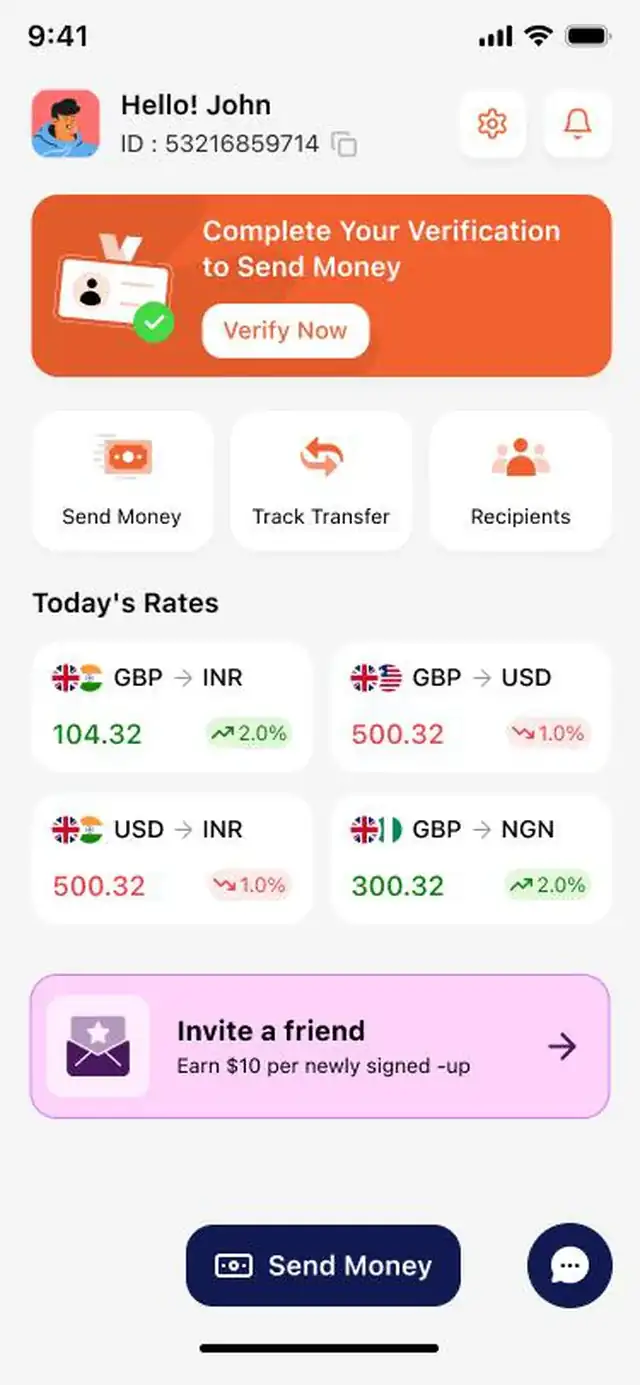 9:41
Hello! John
ID : 53216859714
Complete Your Verification
to Send Money
Verify Now
Send Money
Track Transfer
Recipients
Today's Rates
GBP → INR
104.32
2.0%
GBP → USD
500.32
1.0%
USD → INR
500.32
1.0%
GBP → NGN
300.32
2.0%
Invite a friend
Earn $10 per newly signed -up
Send Money